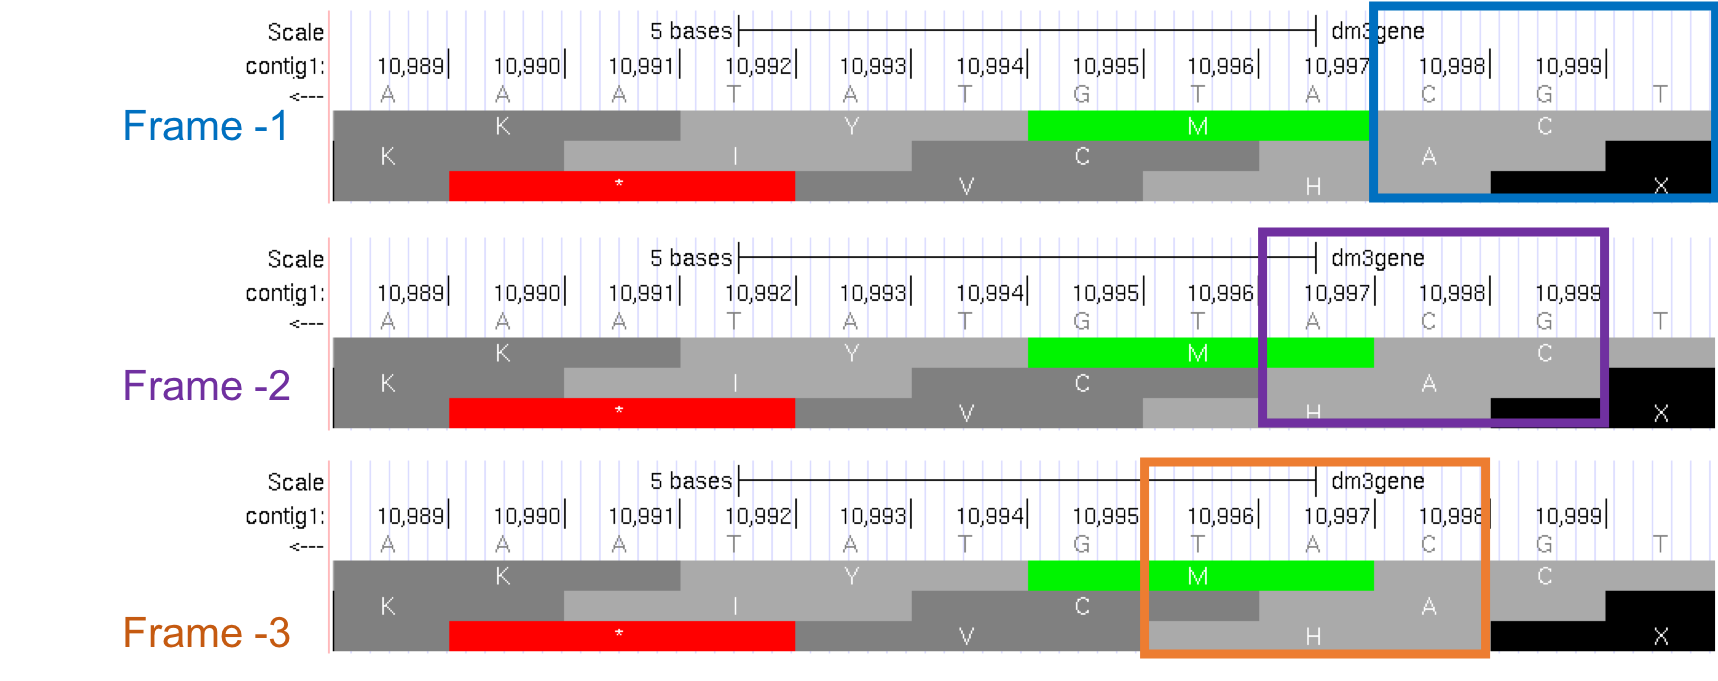 Scale 5 bases dm3gene
contig1: 10,989 10,990 10,991 10,992 10,993 10,994 10,995 10,996 10,997 10,998 10,999
<--- A A A T A T G T A C G T
Frame -1 K Y M C
K I C A
* V H X
Scale 5 bases dm3gene
contig1: 10,989 10,990 10,991 10,992 10,993 10,994 10,995 10,996 10,997 10,998 10,999
<--- A A A T A T G T A C G T
K Y M C
Frame -2 K I C A
* V H X
Scale 5 bases dm3gene
contig1: 10,989 10,990 10,991 10,992 10,993 10,994 10,995 10,996 10,997 10,998 10,999
<--- A A A T A T G T A C G T
K Y M C
K I C A
Frame -3 * V H X